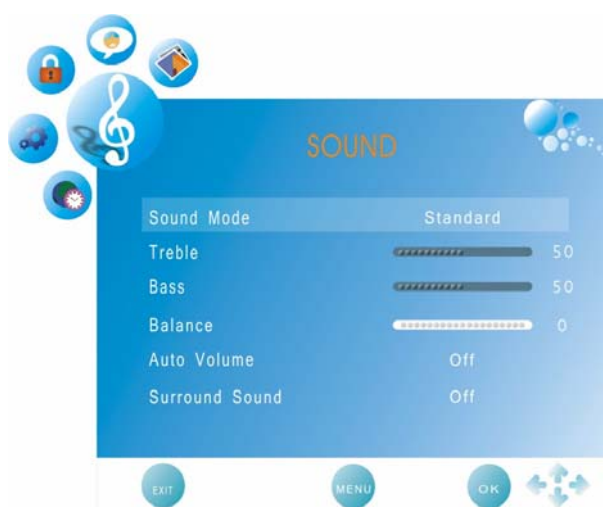 SOUND
Sound Mode Standard
Treble 50
Bass 50
Balance 0
Auto Volume Off
Surround Sound Off
EXIT MENU OK